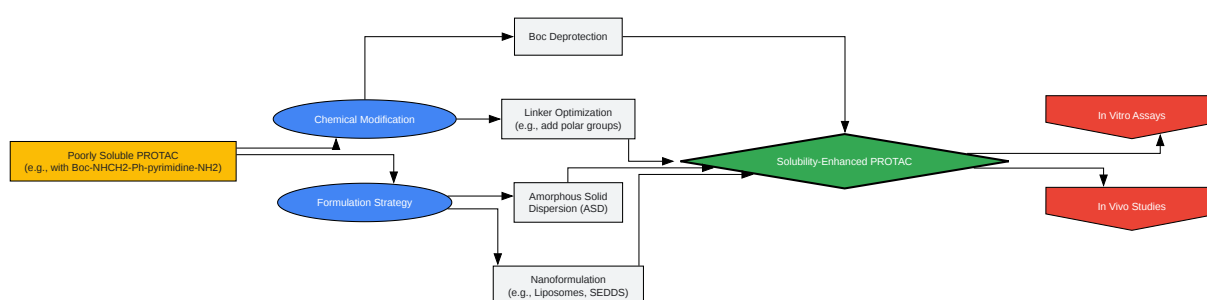 Poorly Soluble PROTAC
(e.g., with Boc-NHCH2-Ph-pyrimidine-NH2)
Chemical Modification
Formulation Strategy
Boc Deprotection
Linker Optimization
(e.g., add polar groups)
Amorphous Solid
Dispersion (ASD)
Nanoformulation
(e.g., Liposomes, SEDDS)
Solubility-Enhanced PROTAC
In Vitro Assays
In Vivo Studies